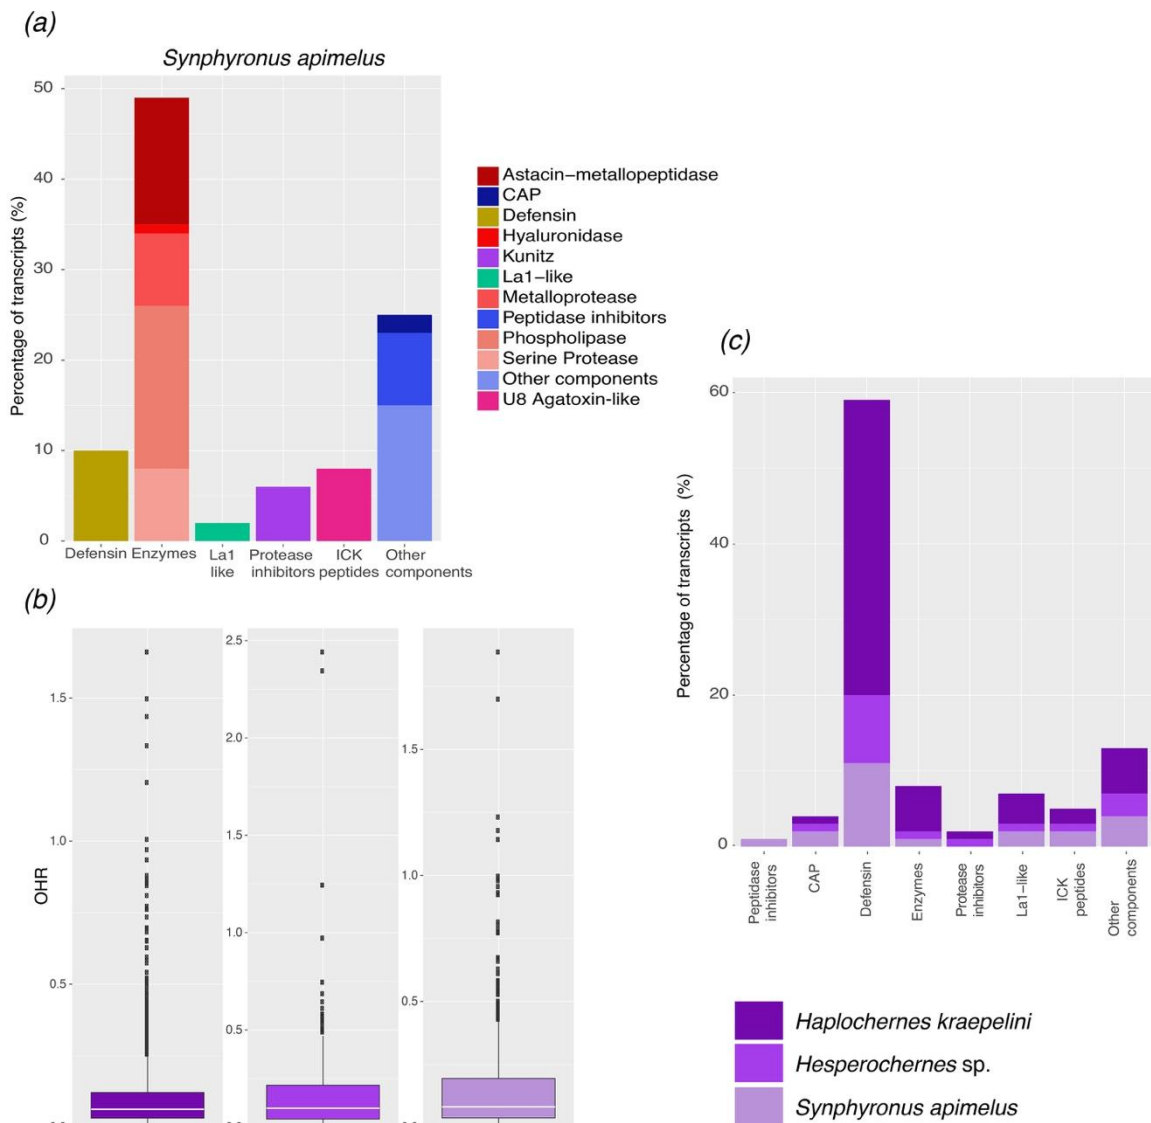 (a)
Synphyronus apimelus
Percentage of transcripts (%)
50
40
30
20
10
0
Defensin
Enzymes
La1
like
Protease
inhibitors
ICK
peptides
Other
components
Astacin−metallopeptidase
CAP
Defensin
Hyaluronidase
Kunitz
La1−like
Metalloprotease
Peptidase inhibitors
Phospholipase
Serine Protease
Other components
U8 Agatoxin-like
(b)
OHR
1.5
1.0
0.5
2.5
2.0
1.5
1.0
0.5
1.5
1.0
0.5
(c)
Percentage of transcripts (%)
60
40
20
0
Peptidase
inhibitors
CAP
Defensin
Enzymes
Protease
inhibitors
La1−like
ICK
peptides
Other
components
Haplochernes kraepelini
Hesperochernes sp.
Synphyronus apimelus